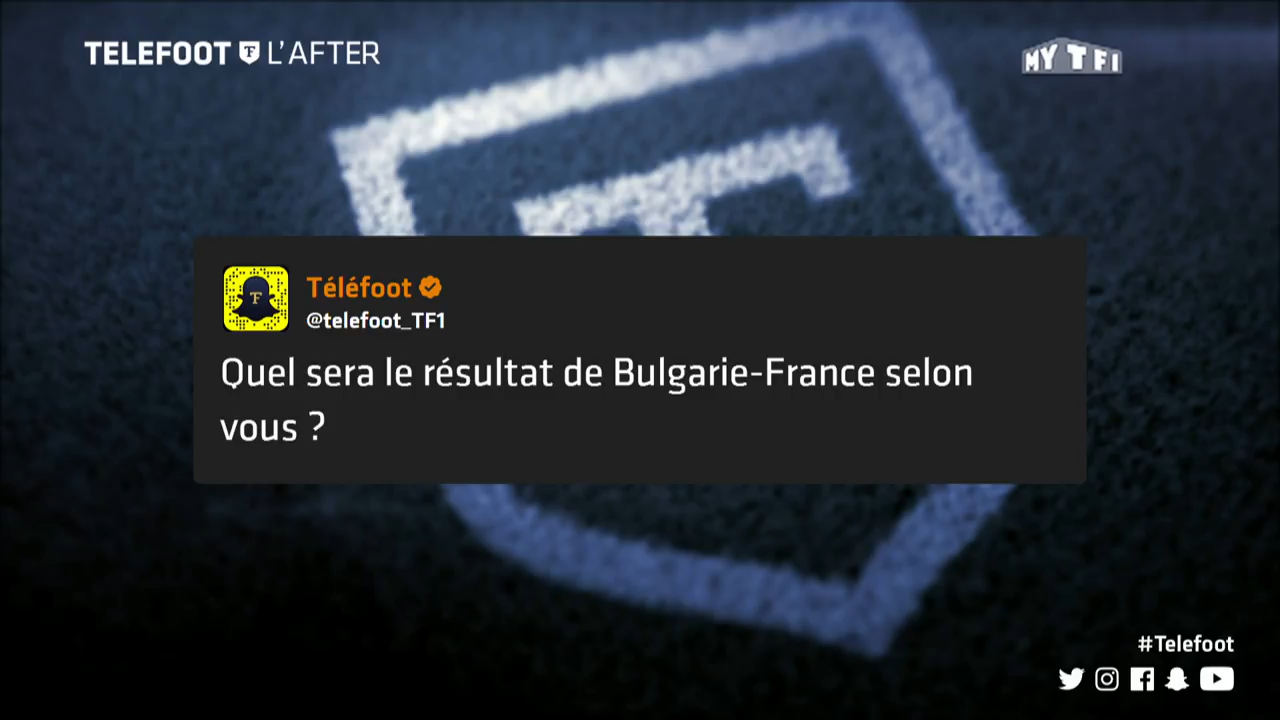 TELEFOOT T L'AFTER
MY TF1
Téléfoot
@telefoot_TF1
Quel sera le résultat de Bulgarie-France selon
vous ?
#Telefoot